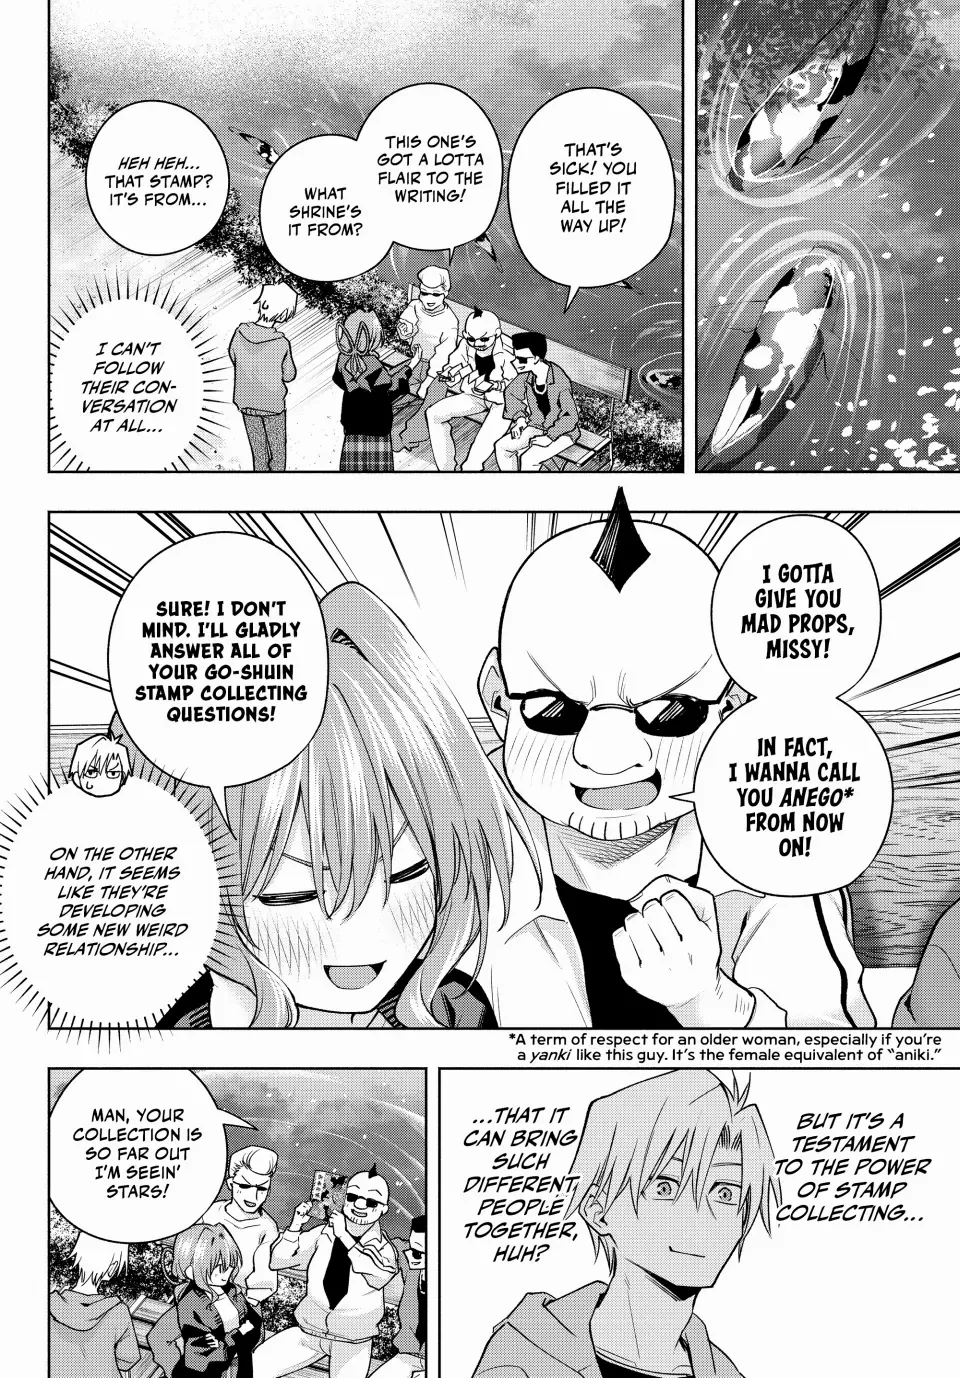 THAT'S
SICK! YOU
FILLED IT
ALL THE
WAY UP!
THIS ONE'S
GOT A LOTTA
FLAIR TO THE
WRITING!
WHAT
SHRINE'S
IT FROM?
HEH HEH...
THAT STAMP?
IT'S FROM...
I CAN'T
FOLLOW
THEIR CON-
VERSATION
AT ALL...
I GOTTA
GIVE YOU
MAD PROPS,
MISSY!
IN FACT,
I WANNA CALL
YOU ANEGO*
FROM NOW
ON!
SURE! I DON'T
MIND. I'LL GLADLY
ANSWER ALL OF
YOUR GO-SHUIN
STAMP COLLECTING
QUESTIONS!
ON THE OTHER
HAND, IT SEEMS
LIKE THEY'RE
DEVELOPING
SOME NEW WEIRD
RELATIONSHIP...
*A term of respect for an older woman, especially if you're
a yanki like this guy. It's the female equivalent of "aniki."
MAN, YOUR
COLLECTION IS
SO FAR OUT
I'M SEEIN'
STARS!
BUT IT'S A
TESTAMENT
TO THE POWER
OF STAMP
COLLECTING...
...THAT IT
CAN BRING
SUCH
DIFFERENT
PEOPLE
TOGETHER,
HUH?